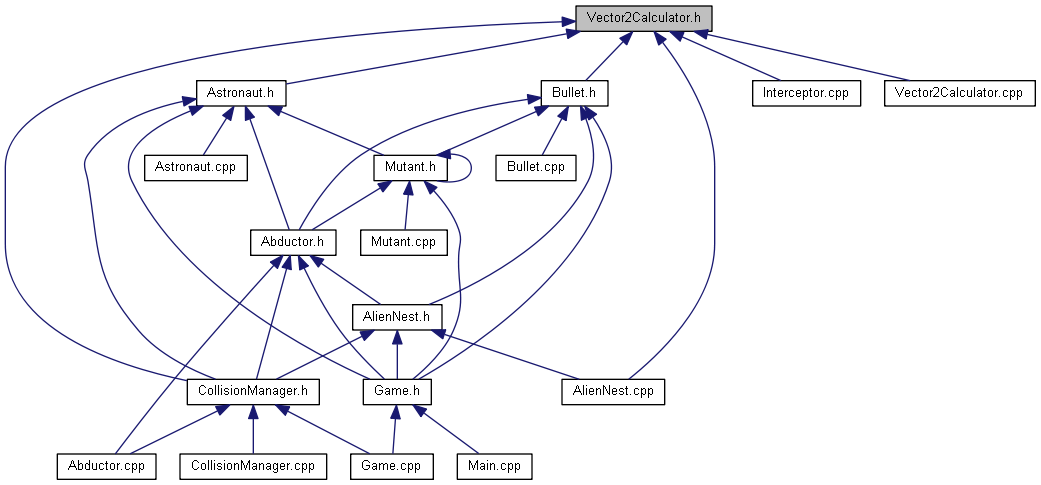 Vector2Calculator.h
Astronaut.h
Bullet.h
Interceptor.cpp
Vector2Calculator.cpp
Astronaut.cpp
Mutant.h
Bullet.cpp
Abductor.h
Mutant.cpp
AlienNest.h
CollisionManager.h
Game.h
AlienNest.cpp
Abductor.cpp
CollisionManager.cpp
Game.cpp
Main.cpp